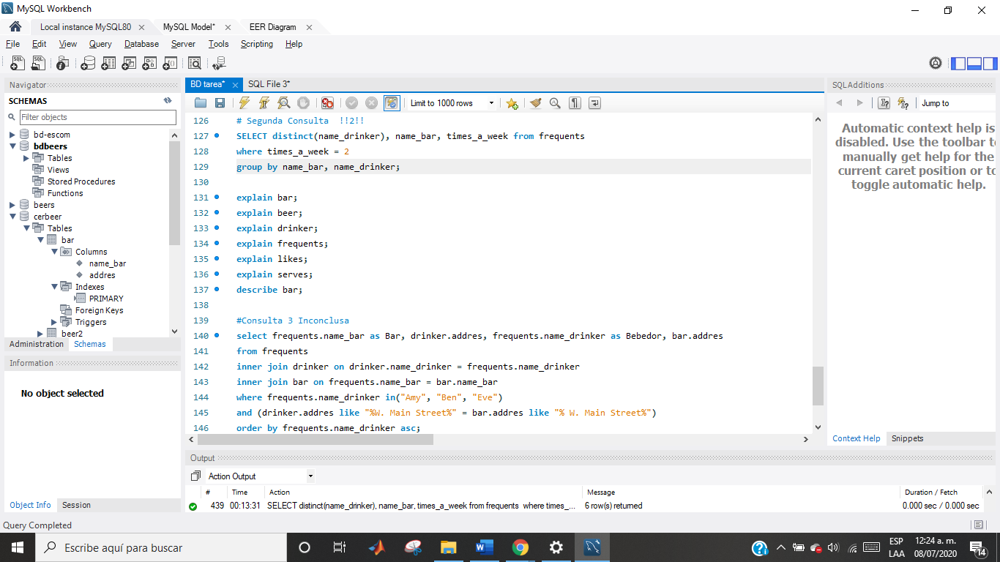 MySQL Workbench
Local instance MySQL80
MySQL Model*
EER Diagram
File Edit View Query Database Server Tools Scripting Help
Navigator
SCHEMAS
Filter objects
bd-escom
bdbeers
Tables
Views
Stored Procedures
Functions
beers
cerbeer
Tables
bar
Columns
name_bar
addres
Indexes
PRIMARY
Foreign Keys
Triggers
beer2
Administration Schemas
Information
No object selected
Object Info Session
BD tarea* SQL File 3*
Limit to 1000 rows
126 # Segunda Consulta !!2!!
127 SELECT distinct(name_drinker), name_bar, times_a_week from frequents
128 where times_a_week = 2
129 group by name_bar, name_drinker;
130
131 explain bar;
132 explain beer;
133 explain drinker;
134 explain frequents;
135 explain likes;
136 explain serves;
137 describe bar;
138
139 #Consulta 3 Inconclusa
140 select frequents.name_bar as Bar, drinker.addres, frequents.name_drinker as Bebedor, bar.addres
141 from frequents
142 inner join drinker on drinker.name_drinker = frequents.name_drinker
143 inner join bar on frequents.name_bar = bar.name_bar
144 where frequents.name_drinker in("Amy", "Ben", "Eve")
145 and (drinker.addres like "%W. Main Street%" = bar.addres like "% W. Main Street%")
146 order by frequents.name_drinker asc;
SQLAdditions
Jump to
Automatic context help is
disabled. Use the toolbar to
manually get help for the
current caret position or to
toggle automatic help.
Context Help Snippets
Output
Action Output
# Time Action Message Duration / Fetch
439 00:13:31 SELECT distinct(name_drinker), name_bar, times_a_week from frequents where times_... 6 row(s) returned 0.000 sec / 0.000 sec
Query Completed
Escribe aquí para buscar
ESP
LAA
12:24 a. m.
08/07/2020
14